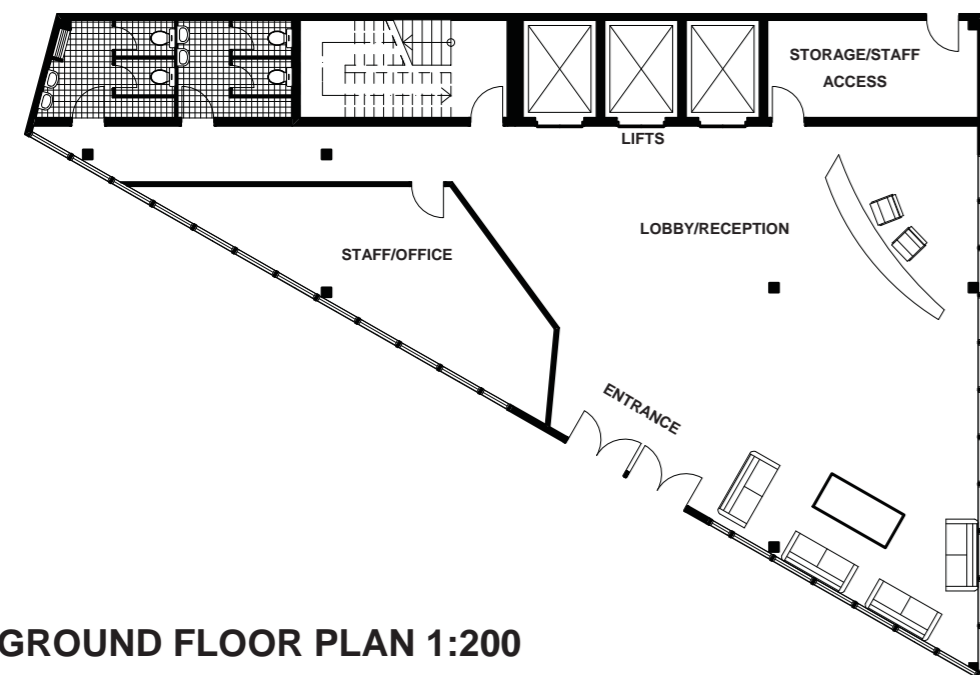 STORAGE/STAFF
ACCESS
LIFTS
LOBBY/RECEPTION
STAFF/OFFICE
ENTRANCE
GROUND FLOOR PLAN 1:200